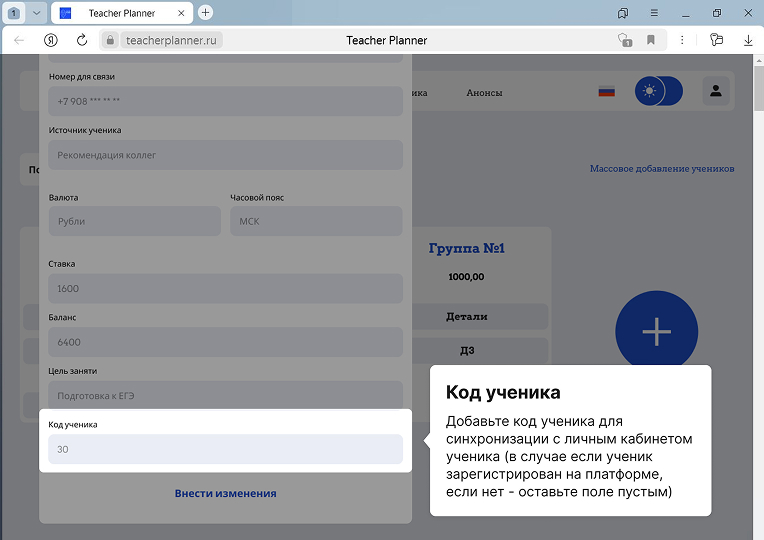 1
Teacher Planner
teacherplanner.ru
Teacher Planner
1
Номер для связи
+7 908 *** ** **
ика
Анонсы
Источник ученика
Рекомендация коллег
По
Массовое добавление учеников
Валюта
Часовой пояс
Рубли
МСК
Группа №1
1000,00
Ставка
1600
Детали
Баланс
6400
ДЗ
Цель заняти
Подготовка к ЕГЭ
Код ученика
30
Код ученика
Добавьте код ученика для
синхронизации с личным кабинетом
ученика (в случае если ученик
зарегистрирован на платформе,
если нет - оставьте поле пустым)
Внести изменения